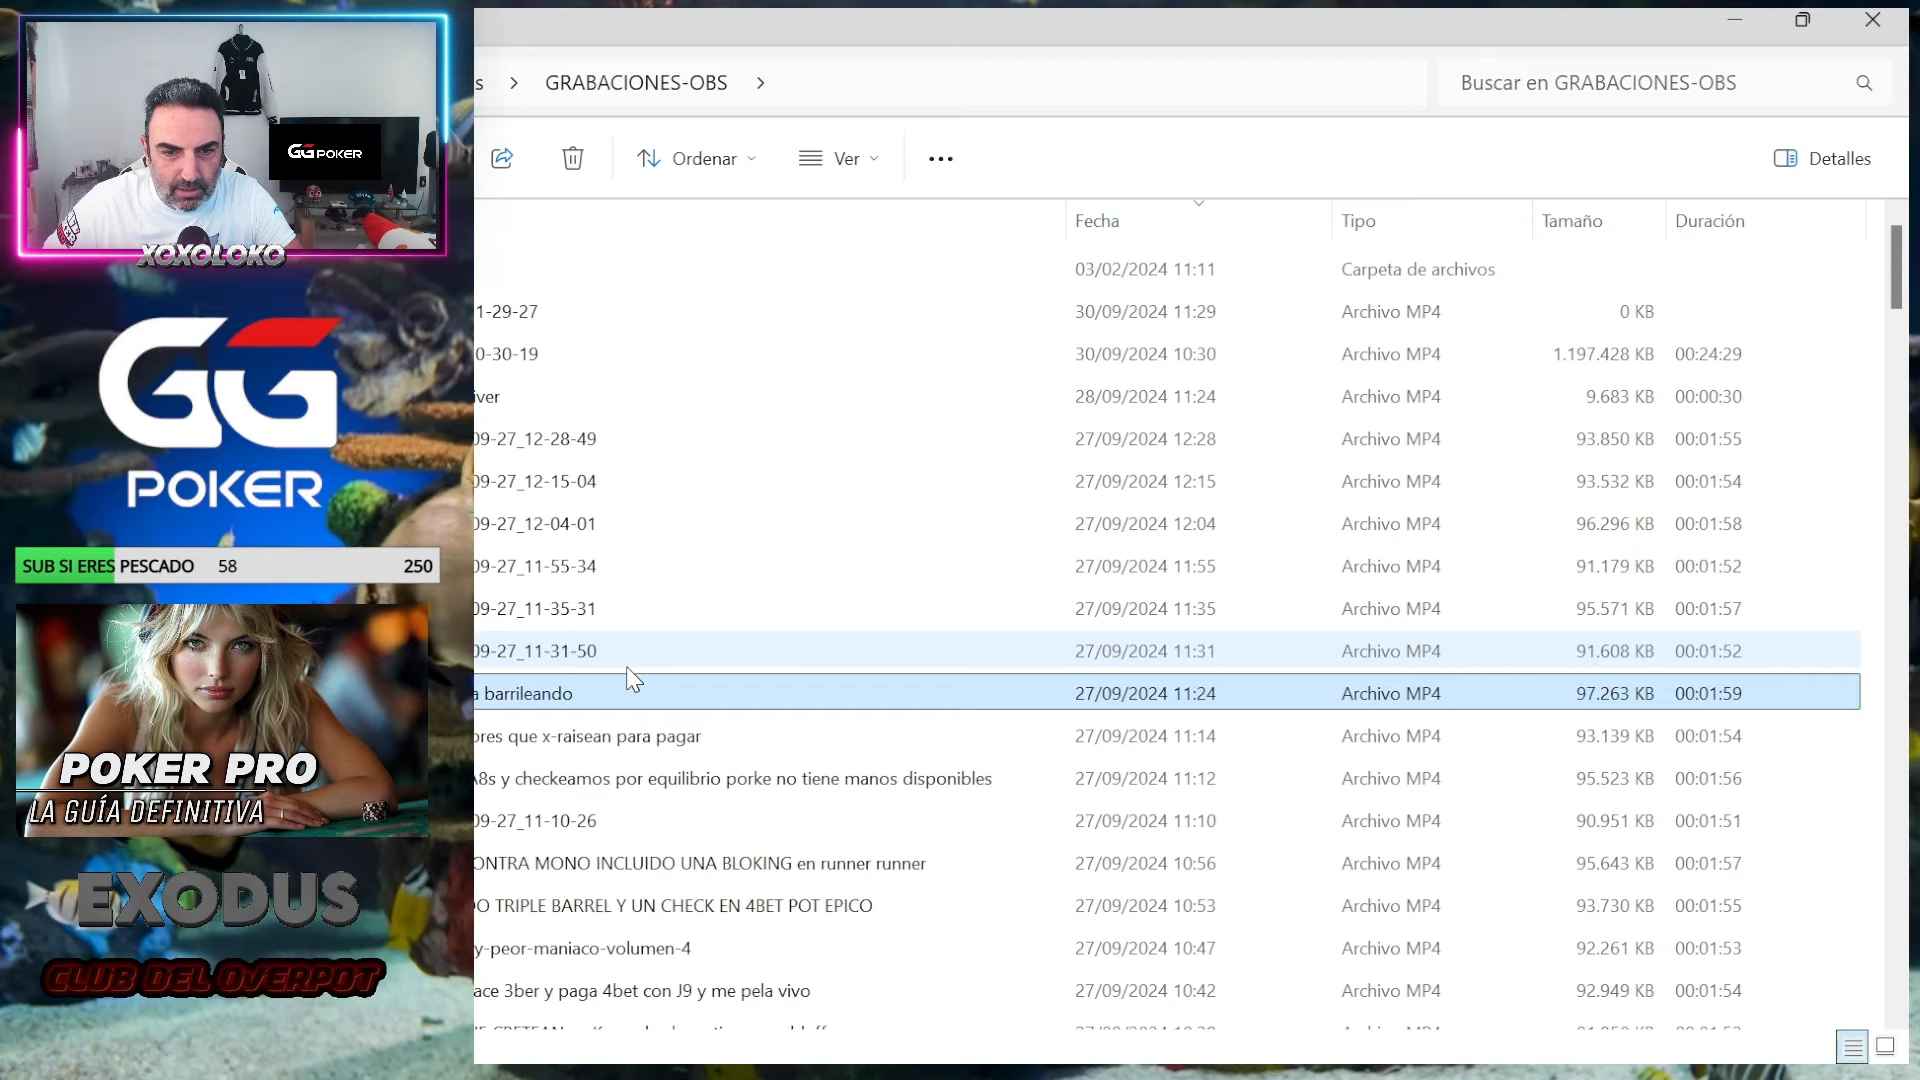 GG POKER
XOXOLOKO
GG
POKER
SUB SI ERES PESCADO 58 250
POKER PRO
LA GUÍA DEFINITIVA
EXODUS
CLUB DEL OVERPOT
s > GRABACIONES-OBS >
Buscar en GRABACIONES-OBS
Ordenar
Ver
Detalles
Fecha Tipo Tamaño Duración
03/02/2024 11:11 Carpeta de archivos
1-29-27 30/09/2024 11:29 Archivo MP4 0 KB
0-30-19 30/09/2024 10:30 Archivo MP4 1.197.428 KB 00:24:29
iver 28/09/2024 11:24 Archivo MP4 9.683 KB 00:00:30
09-27_12-28-49 27/09/2024 12:28 Archivo MP4 93.850 KB 00:01:55
09-27_12-15-04 27/09/2024 12:15 Archivo MP4 93.532 KB 00:01:54
09-27_12-04-01 27/09/2024 12:04 Archivo MP4 96.296 KB 00:01:58
09-27_11-55-34 27/09/2024 11:55 Archivo MP4 91.179 KB 00:01:52
09-27_11-35-31 27/09/2024 11:35 Archivo MP4 95.571 KB 00:01:57
09-27_11-31-50 27/09/2024 11:31 Archivo MP4 91.608 KB 00:01:52
a barrileando 27/09/2024 11:24 Archivo MP4 97.263 KB 00:01:59
ores que x-raisean para pagar 27/09/2024 11:14 Archivo MP4 93.139 KB 00:01:54
A8s y checkeamos por equilibrio porke no tiene manos disponibles 27/09/2024 11:12 Archivo MP4 95.523 KB 00:01:56
09-27_11-10-26 27/09/2024 11:10 Archivo MP4 90.951 KB 00:01:51
ONTRA MONO INCLUIDO UNA BLOKING en runner runner 27/09/2024 10:56 Archivo MP4 95.643 KB 00:01:57
DO TRIPLE BARREL Y UN CHECK EN 4BET POT EPICO 27/09/2024 10:53 Archivo MP4 93.730 KB 00:01:55
y-peor-maniaco-volumen-4 27/09/2024 10:47 Archivo MP4 92.261 KB 00:01:53
ace 3ber y paga 4bet con J9 y me pela vivo 27/09/2024 10:42 Archivo MP4 92.949 KB 00:01:54